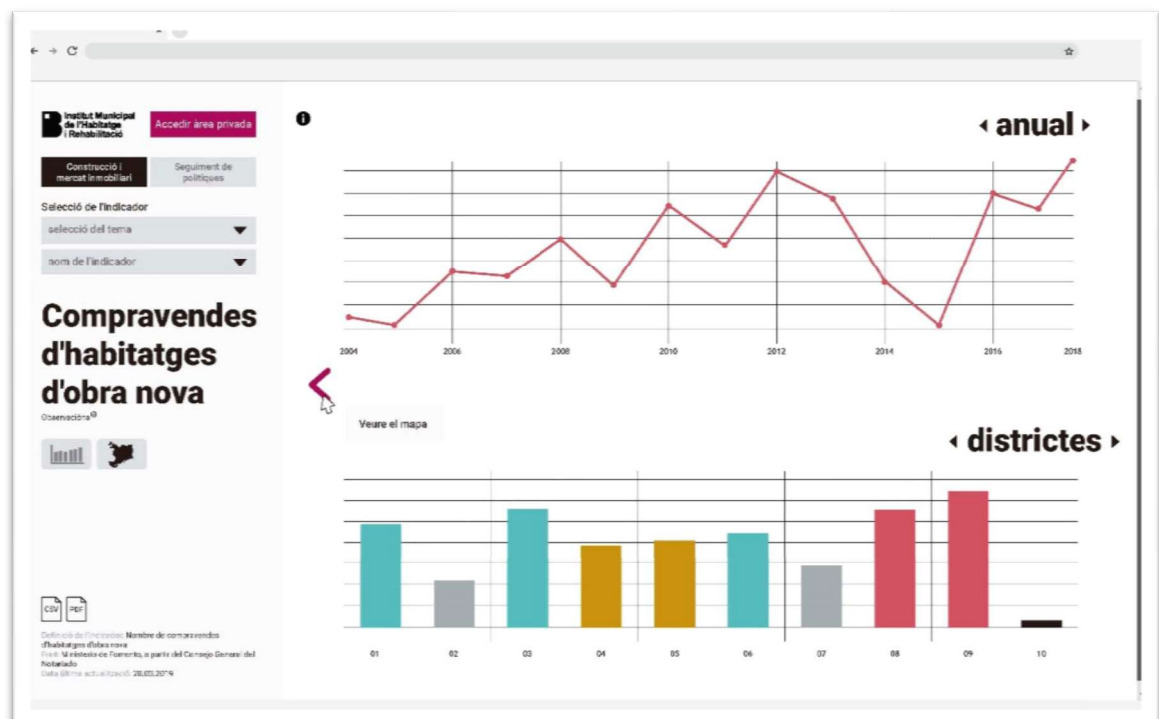 Institut Municipal
de l'Habitatge
i Rehabilitació
Accedir àrea privada
Construcció i
mercat inmobiliari
Seguiment de
polítiques
Selecció de l'indicador
selecció del tema
nom de l'indicador
Compravendes
d'habitatges
d'obra nova
Observacions
CSV PDF
Definició de l'indicador: Nombre de compravendes
d'habitatges d'obra nova
Font: Ministerio de Fomento, a partir del Consejo General del
Notariado
Data última actualització: 28.03.2019
anual
2004 2006 2008 2010 2012 2014 2016 2018
Veure el mapa
districtes
01 02 03 04 05 06 07 08 09 10